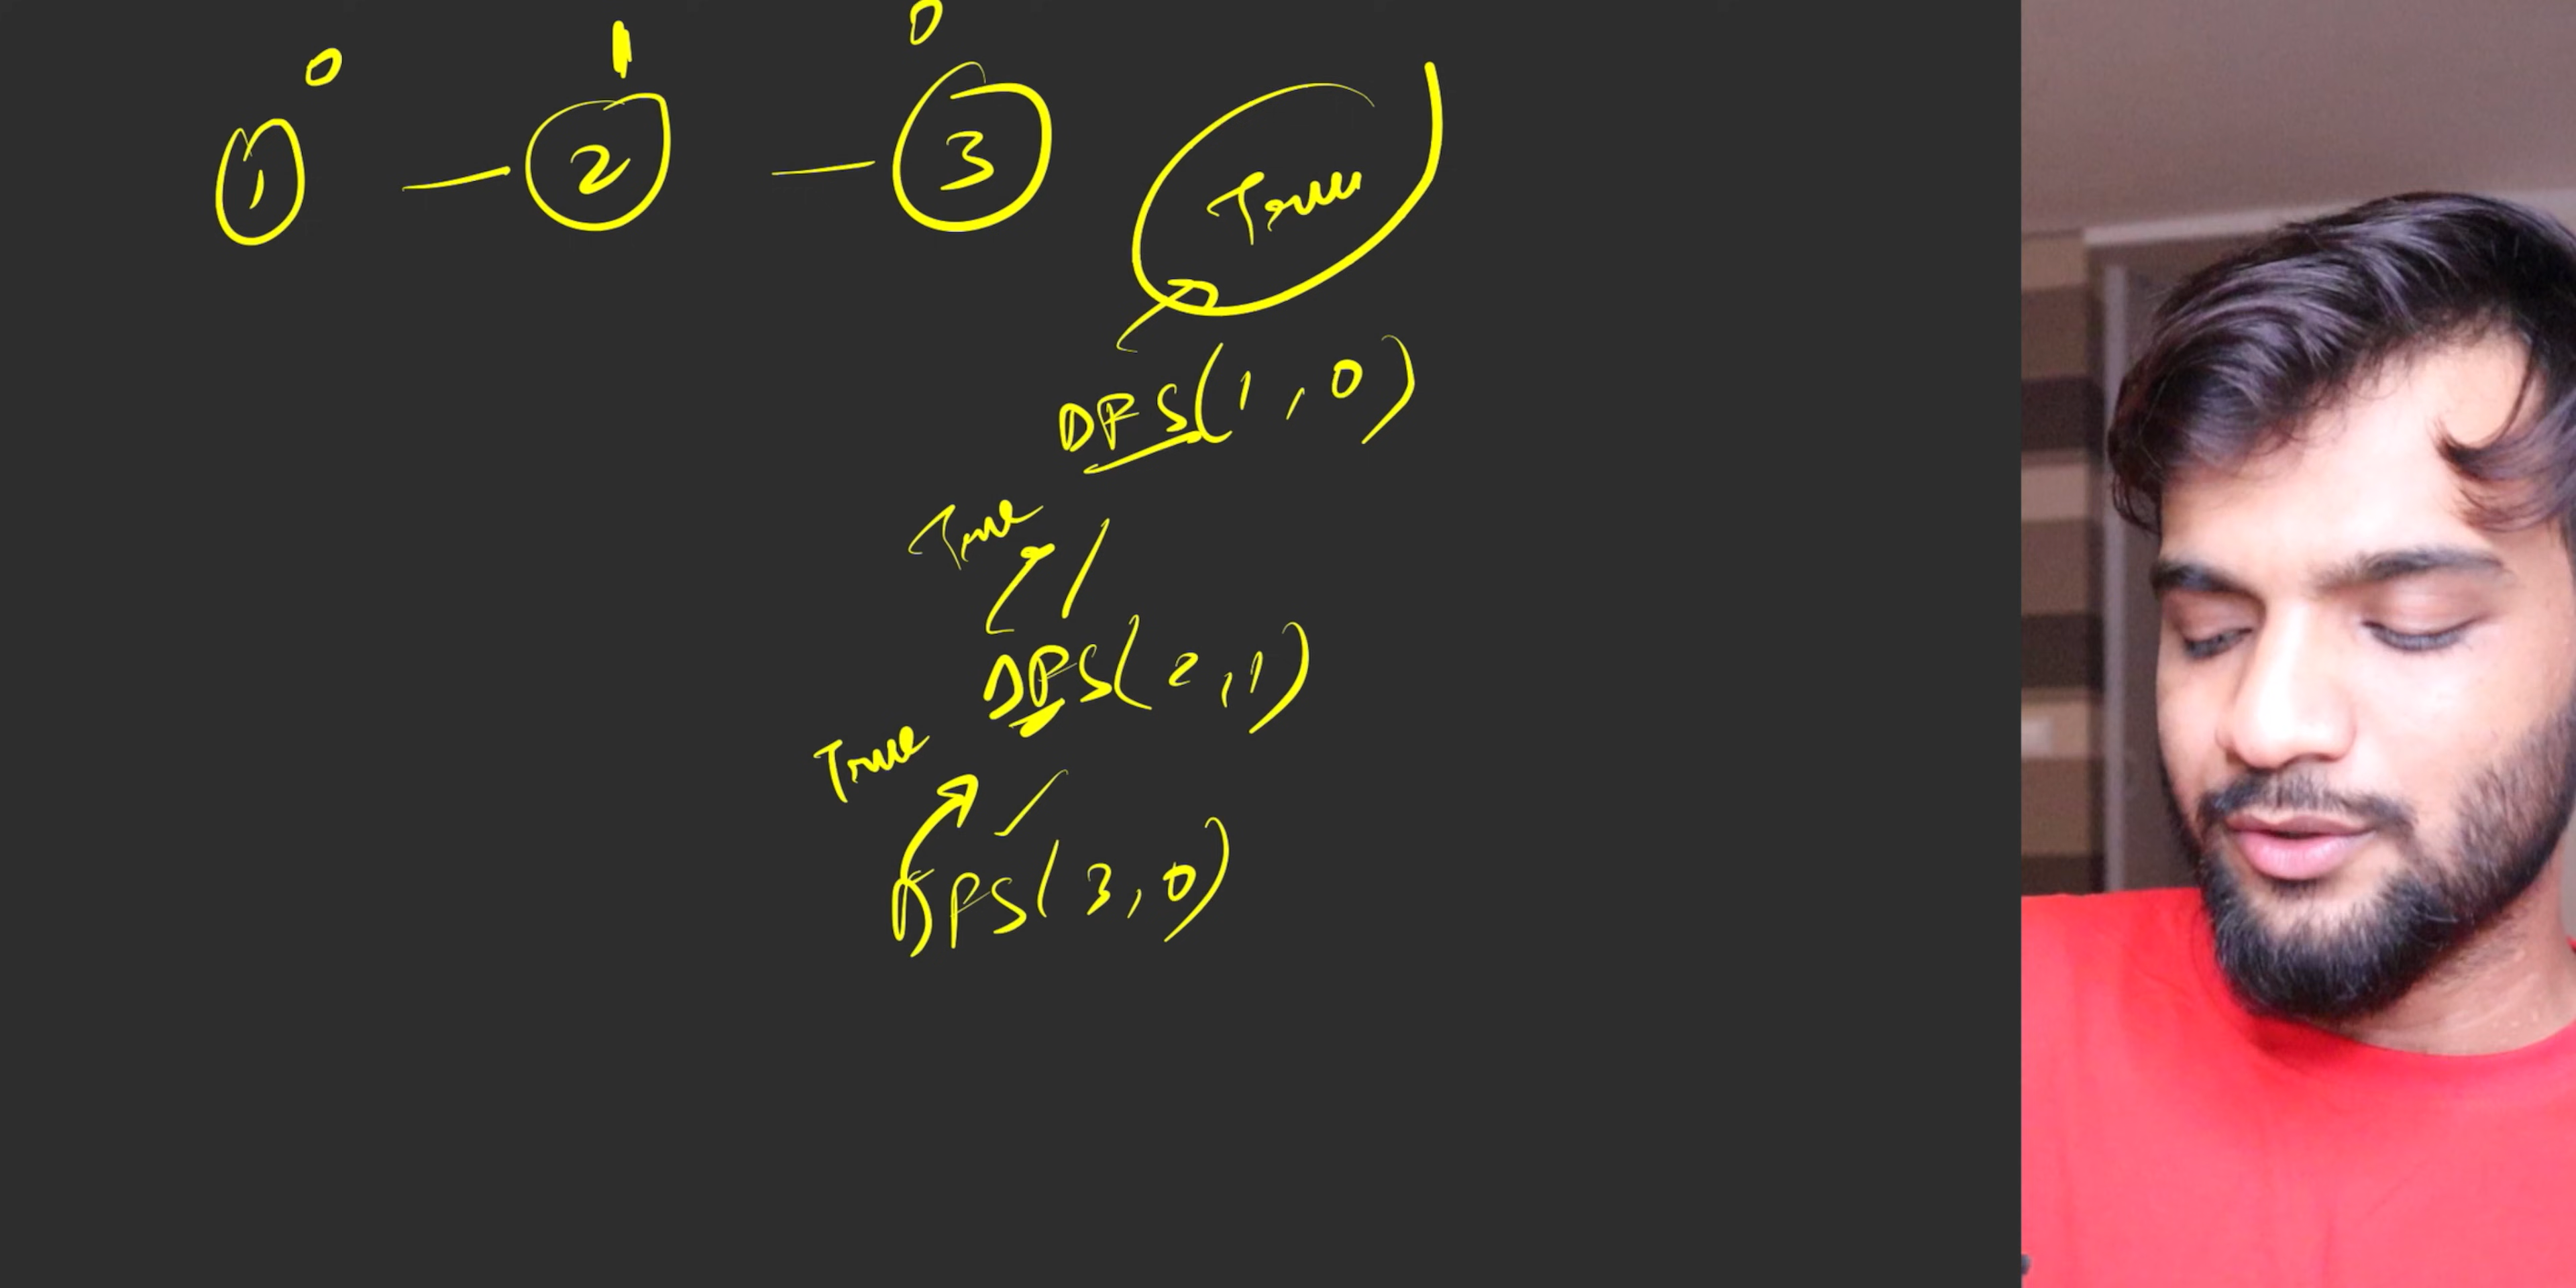 0 1 0
1 2 3
True
DFS(1, 0)
True
DFS(2, 1)
True
DFS(3, 0)